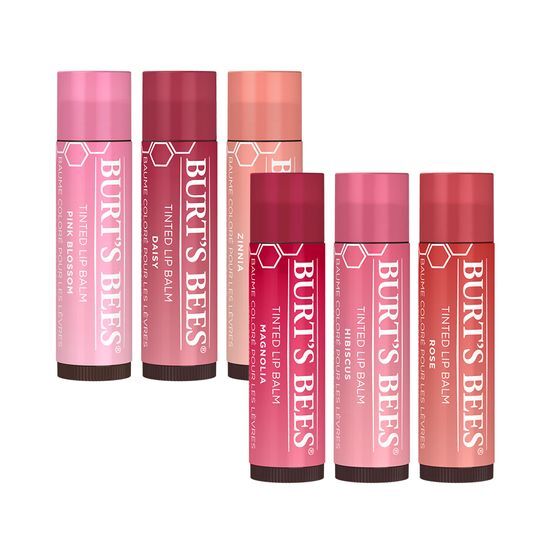 BURT'S BEES®
TINTED LIP BALM
PINK BLOSSOM
BAUME COLORÉ POUR LES LÈVRES
BURT'S BEES®
TINTED LIP BALM
DAISY
BAUME COLORÉ POUR LES LÈVRES
ZINNIA
BAUME COLORÉ
BURT'S BEES®
TINTED LIP BALM
MAGNOLIA
BAUME COLORÉ POUR LES LÈVRES
BURT'S BEES®
TINTED LIP BALM
HIBISCUS
BAUME COLORÉ POUR LES LÈVRES
BURT'S BEES®
TINTED LIP BALM
ROSE
BAUME COLORÉ POUR LES LÈVRES